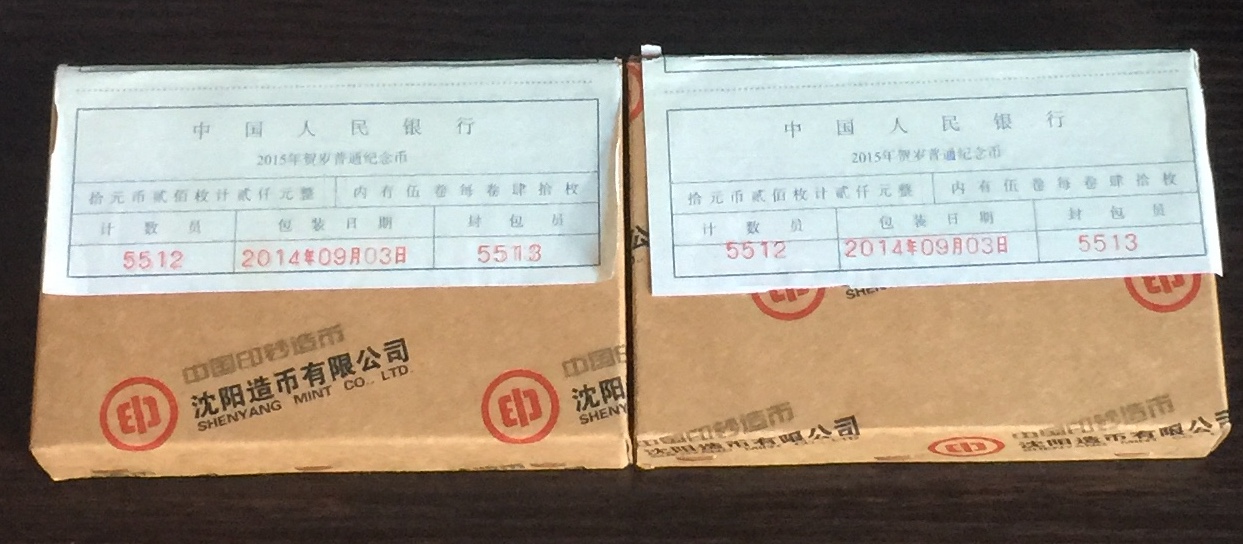 中国人民银行
2015年贺岁普通纪念币
拾元币贰佰枚计贰仟元整 内有伍卷每卷肆拾枚
计数员 包装日期 封包员
5512 2014年09月03日 5513
中国印钞造币
沈阳造币有限公司
SHENYANG MINT CO., LTD.
中国印
沈阳
SHENY
中国人民银行
2015年贺岁普通纪念币
拾元币贰佰枚计贰仟元整 内有伍卷每卷肆拾枚
计数员 包装日期 封包员
5512 2014年09月03日 5513
SHEN
中国印钞造币
沈阳造币有限公司
中国印钞造币
沈阳造币有限公司